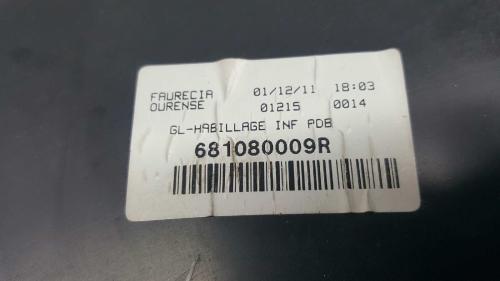 FAURECIA 01/12/11 18:03
OURENSE 01215 0014
GL-HABILLAGE INF PDB
681080009R